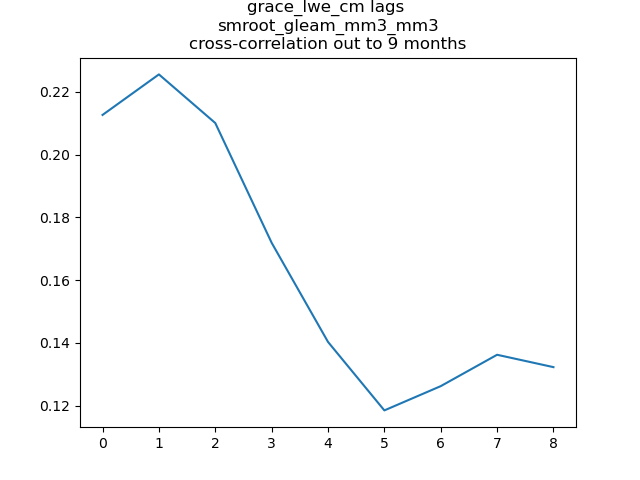 grace_lwe_cm lags
smroot_gleam_mm3_mm3
cross-correlation out to 9 months
0.22
0.20
0.18
0.16
0.14
0.12
0 1 2 3 4 5 6 7 8